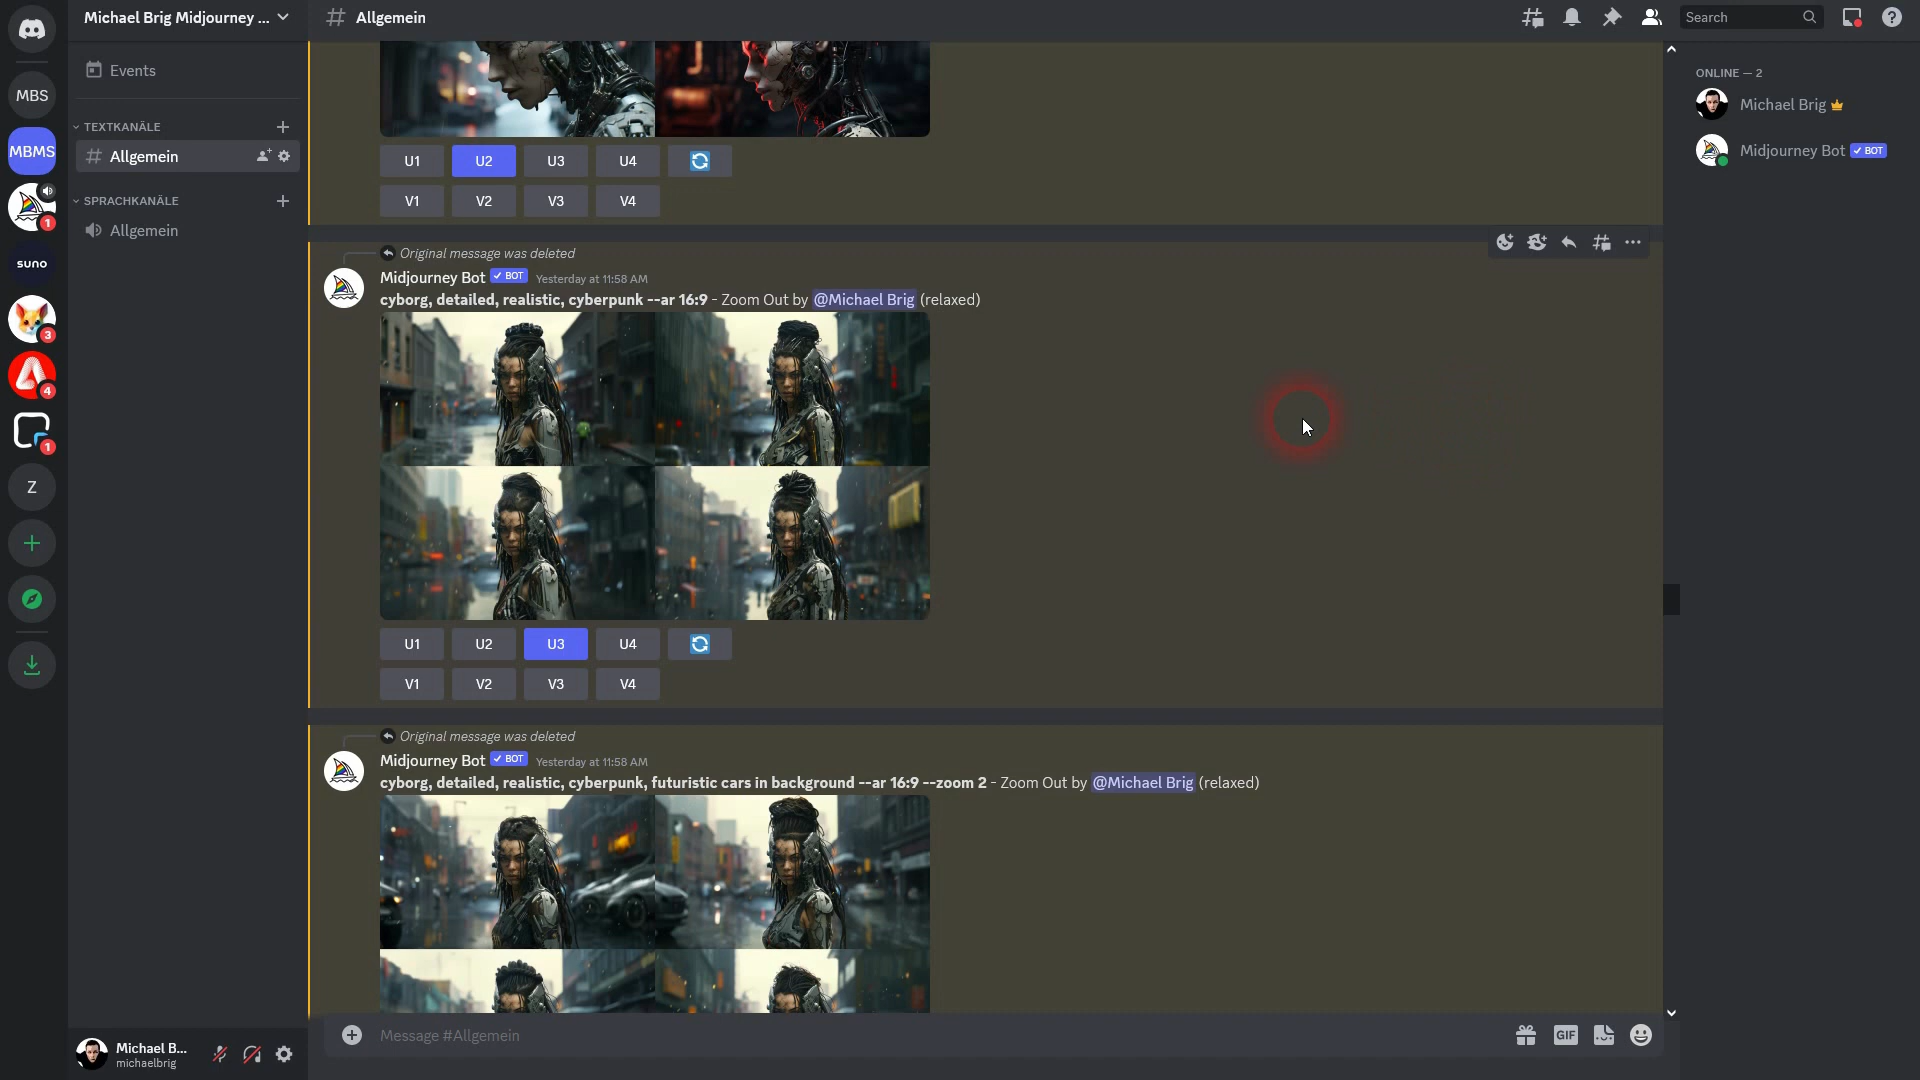 Michael Brig Midjourney ...
Allgemein
Search
Events
TEXTKANÄLE
Allgemein
SPRACHKANÄLE
Allgemein
MBS
MBMS
1
suno
3
4
1
Z
U1 U2 U3 U4
V1 V2 V3 V4
Original message was deleted
Midjourney Bot BOT Yesterday at 11:58 AM
cyborg, detailed, realistic, cyberpunk --ar 16:9 - Zoom Out by @Michael Brig (relaxed)
U1 U2 U3 U4
V1 V2 V3 V4
Original message was deleted
Midjourney Bot BOT Yesterday at 11:58 AM
cyborg, detailed, realistic, cyberpunk, futuristic cars in background --ar 16:9 --zoom 2 - Zoom Out by @Michael Brig (relaxed)
Message #Allgemein
GIF
Michael B...
michaelbrig
ONLINE — 2
Michael Brig
Midjourney Bot BOT